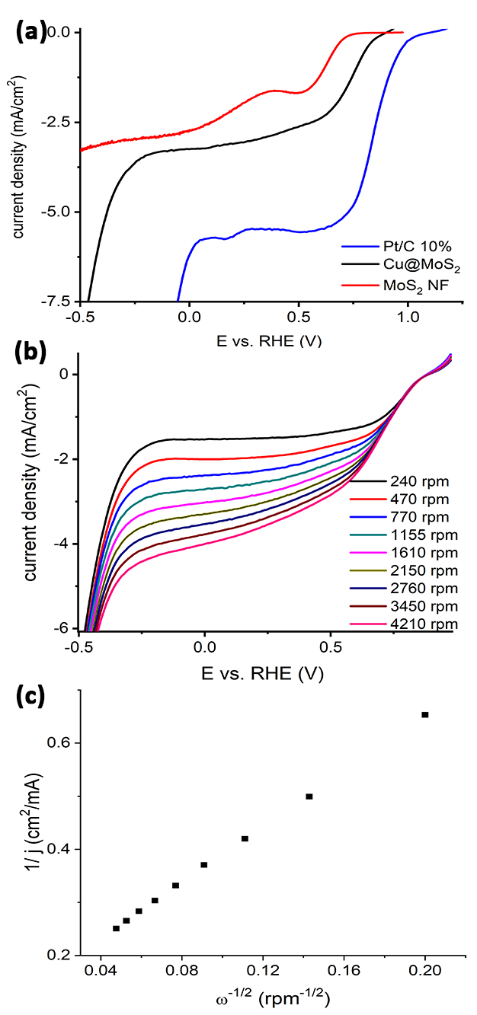 (a)
0.0
-2.5
-5.0
-7.5
current density (mA/cm²)
Pt/C 10%
Cu@MoS₂
MoS₂ NF
-0.5 0.0 0.5 1.0
E vs. RHE (V)
(b)
0
-2
-4
-6
current density (mA/cm²)
240 rpm
470 rpm
770 rpm
1155 rpm
1610 rpm
2150 rpm
2760 rpm
3450 rpm
4210 rpm
-0.5 0.0 0.5
E vs. RHE (V)
(c)
0.6
0.4
0.2
1/ j (cm²/mA)
0.04 0.08 0.12 0.16 0.20
ω⁻¹/² (rpm⁻¹/²)